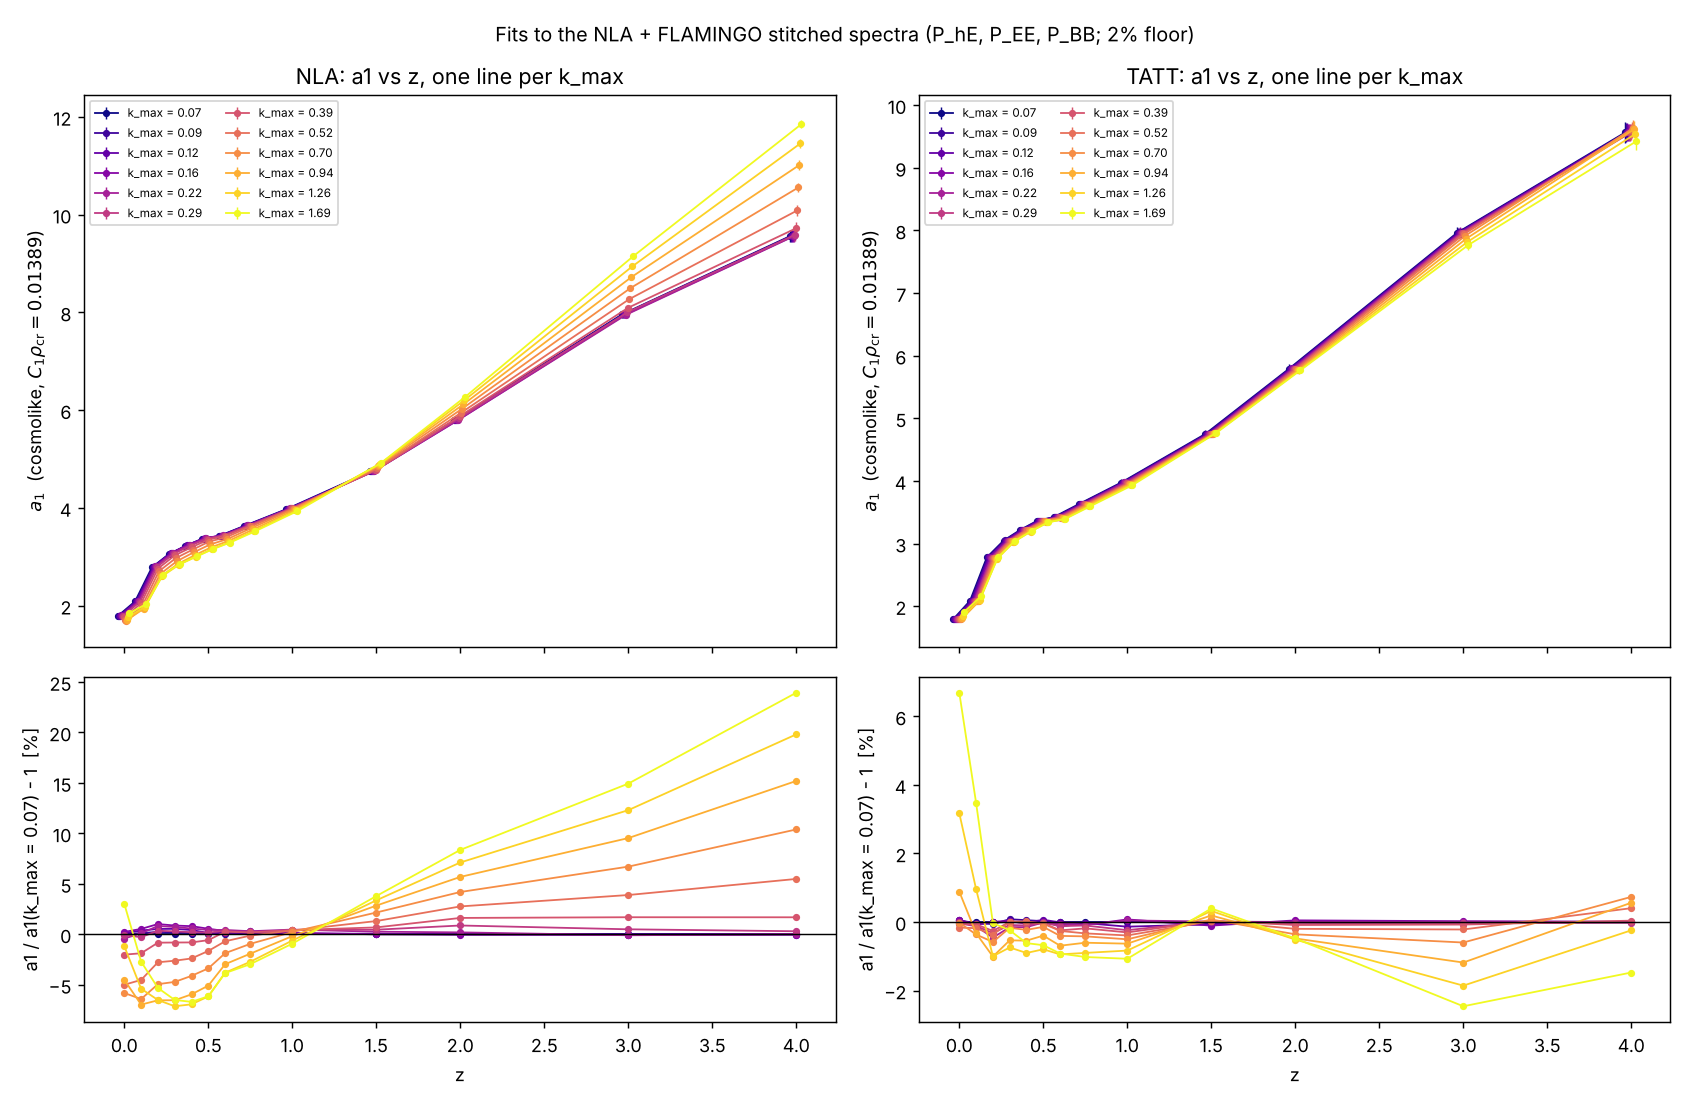 Fits to the NLA + FLAMINGO stitched spectra (P_hE, P_EE, P_BB; 2% floor)
NLA: a1 vs z, one line per k_max
k_max = 0.07
k_max = 0.09
k_max = 0.12
k_max = 0.16
k_max = 0.22
k_max = 0.29
k_max = 0.39
k_max = 0.52
k_max = 0.70
k_max = 0.94
k_max = 1.26
k_max = 1.69
12
10
8
6
4
2
a₁ (cosmolike, C₁ρcr = 0.01389)
TATT: a1 vs z, one line per k_max
k_max = 0.07
k_max = 0.09
k_max = 0.12
k_max = 0.16
k_max = 0.22
k_max = 0.29
k_max = 0.39
k_max = 0.52
k_max = 0.70
k_max = 0.94
k_max = 1.26
k_max = 1.69
10
9
8
7
6
5
4
3
2
a₁ (cosmolike, C₁ρcr = 0.01389)
25
20
15
10
5
0
−5
a1 / a1(k_max = 0.07) - 1 [%]
0.0 0.5 1.0 1.5 2.0 2.5 3.0 3.5 4.0
z
6
4
2
0
−2
a1 / a1(k_max = 0.07) - 1 [%]
0.0 0.5 1.0 1.5 2.0 2.5 3.0 3.5 4.0
z